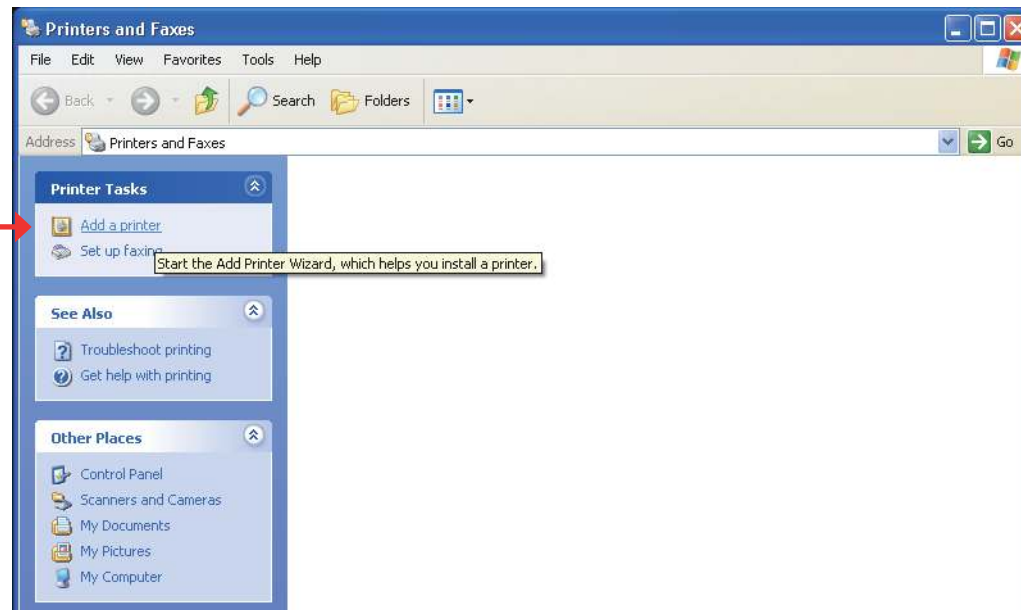 Printers and Faxes
File Edit View Favorites Tools Help
Back Search Folders
Address Printers and Faxes Go
Printer Tasks
Add a printer
Set up faxing
Start the Add Printer Wizard, which helps you install a printer.
See Also
Troubleshoot printing
Get help with printing
Other Places
Control Panel
Scanners and Cameras
My Documents
My Pictures
My Computer